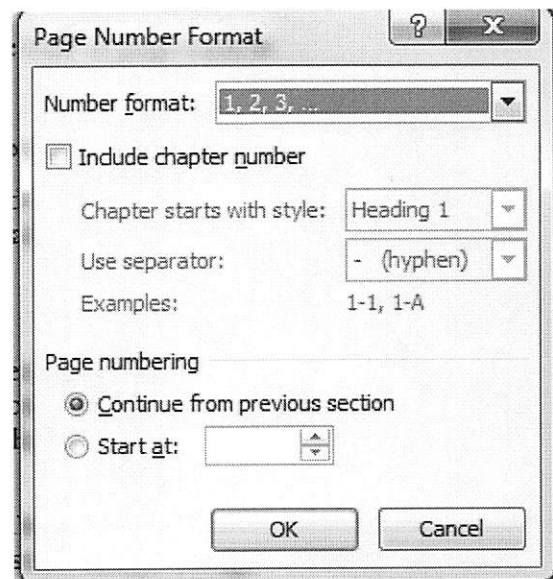 Page Number Format
Number format: 1, 2, 3, ...
Include chapter number
Chapter starts with style: Heading 1
Use separator: - (hyphen)
Examples: 1-1, 1-A
Page numbering
Continue from previous section
Start at:
OK Cancel